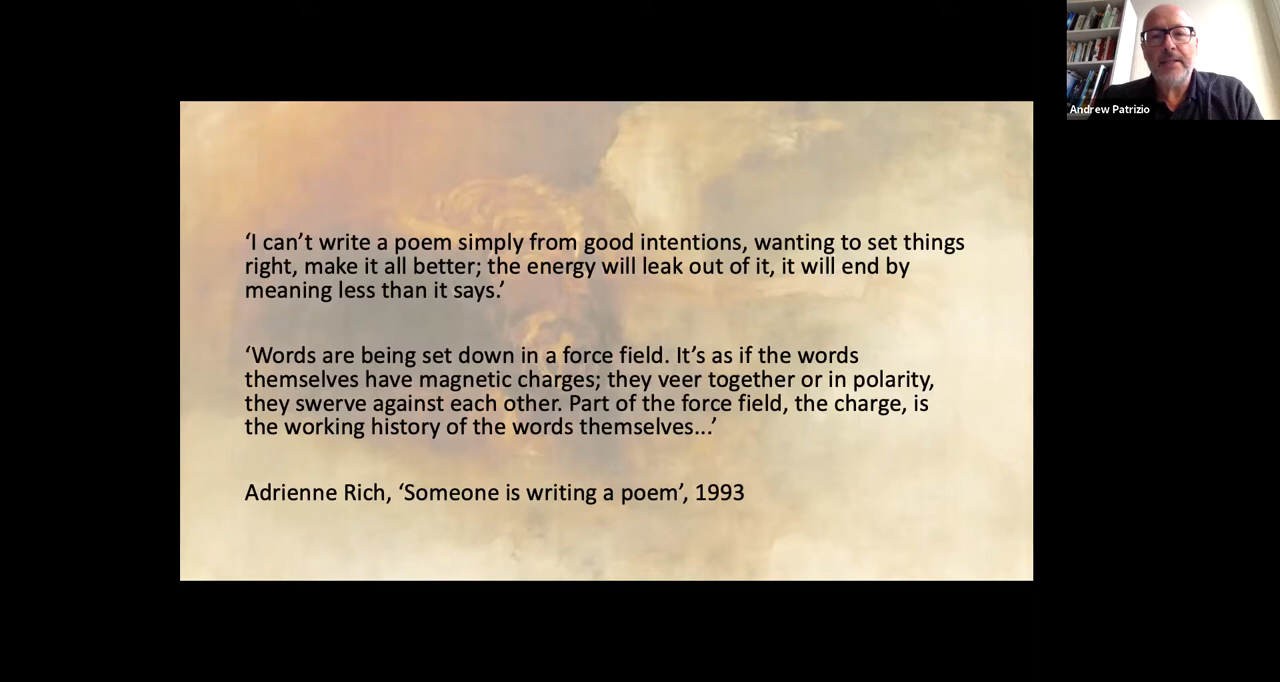 ‘I can’t write a poem simply from good intentions, wanting to set things
right, make it all better; the energy will leak out of it, it will end by
meaning less than it says.’
‘Words are being set down in a force field. It’s as if the words
themselves have magnetic charges; they veer together or in polarity,
they swerve against each other. Part of the force field, the charge, is
the working history of the words themselves...’
Adrienne Rich, ‘Someone is writing a poem’, 1993
Andrew Patrizio